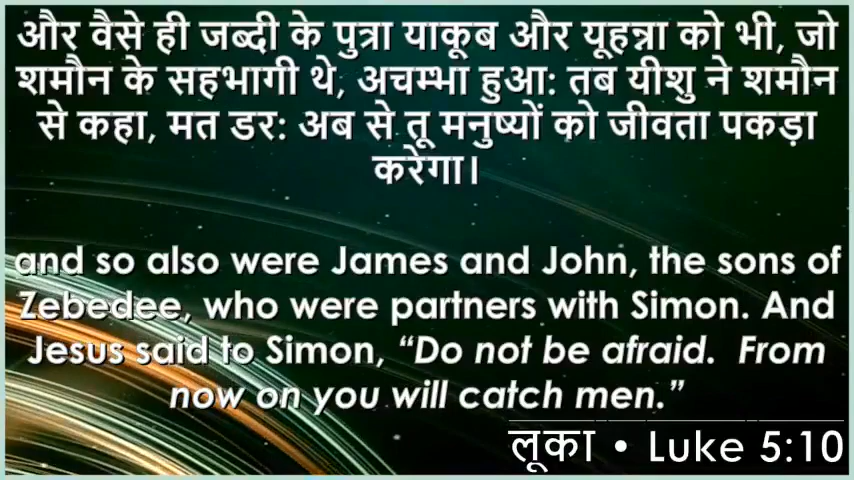 और वैसे ही जब्दी के पुत्रा याकूब और यूहन्ना को भी, जो
शमौन के सहभागी थे, अचम्भा हुआ: तब यीशु ने शमौन
से कहा, मत डर: अब से तू मनुष्यों को जीवता पकड़ा
करेगा।
and so also were James and John, the sons of
Zebedee, who were partners with Simon. And
Jesus said to Simon, “Do not be afraid.  From
now on you will catch men.”
लूका • Luke 5:10